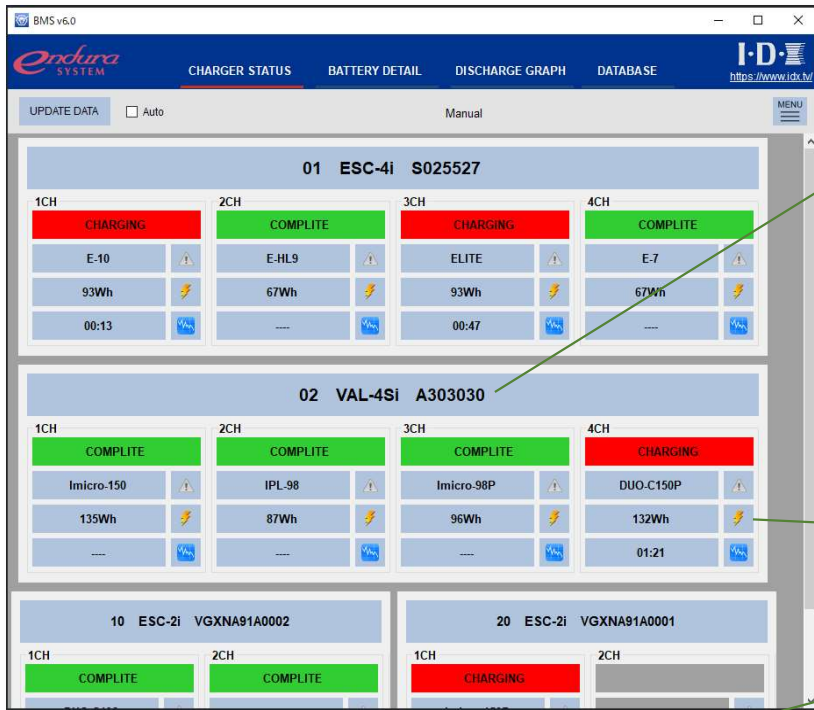 BMS v6.0
Endura SYSTEM
CHARGER STATUS BATTERY DETAIL DISCHARGE GRAPH DATABASE
I·D·X
https://www.idx.tv/
UPDATE DATA Auto Manual MENU
01 ESC-4i S025527
1CH 2CH 3CH 4CH
CHARGING COMPLITE CHARGING COMPLITE
E-10 E-HL9 ELITE E-7
93Wh 67Wh 93Wh 67Wh
00:13 ---- 00:47 ----
02 VAL-4Si A303030
1CH 2CH 3CH 4CH
COMPLITE COMPLITE COMPLITE CHARGING
Imicro-150 IPL-98 Imicro-98P DUO-C150P
135Wh 87Wh 96Wh 132Wh
---- ---- ---- 01:21
10 ESC-2i VGXNA91A0002 20 ESC-2i VGXNA91A0001
1CH 2CH 1CH 2CH
COMPLITE COMPLITE CHARGING